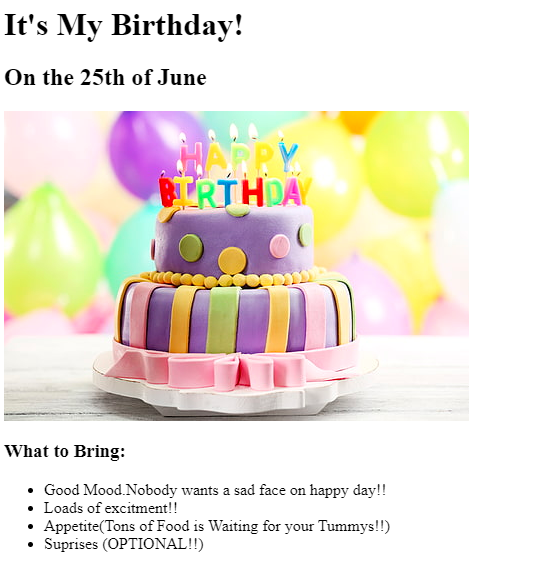 It's My Birthday!
On the 25th of June
HAPPY
BIRTHDAY
What to Bring:
Good Mood.Nobody wants a sad face on happy day!!
Loads of excitment!!
Appetite(Tons of Food is Waiting for your Tummys!!)
Suprises (OPTIONAL!!)